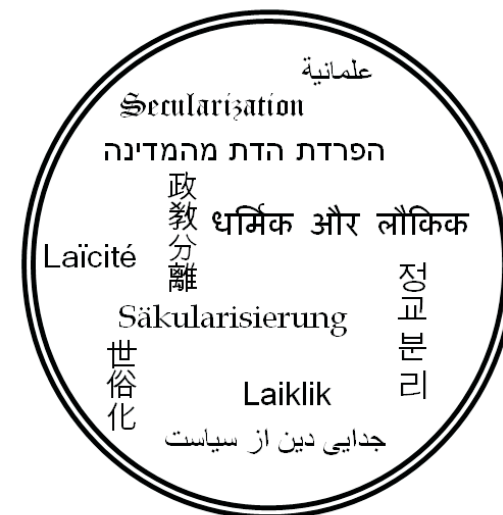 علمانية
Secularization
הפרדת הדת מהמדינה
政教分離
धर्मिक और लौकिक
Laïcité
정교분리
Säkularisierung
世俗化
Laiklik
جدایی دین از سیاست